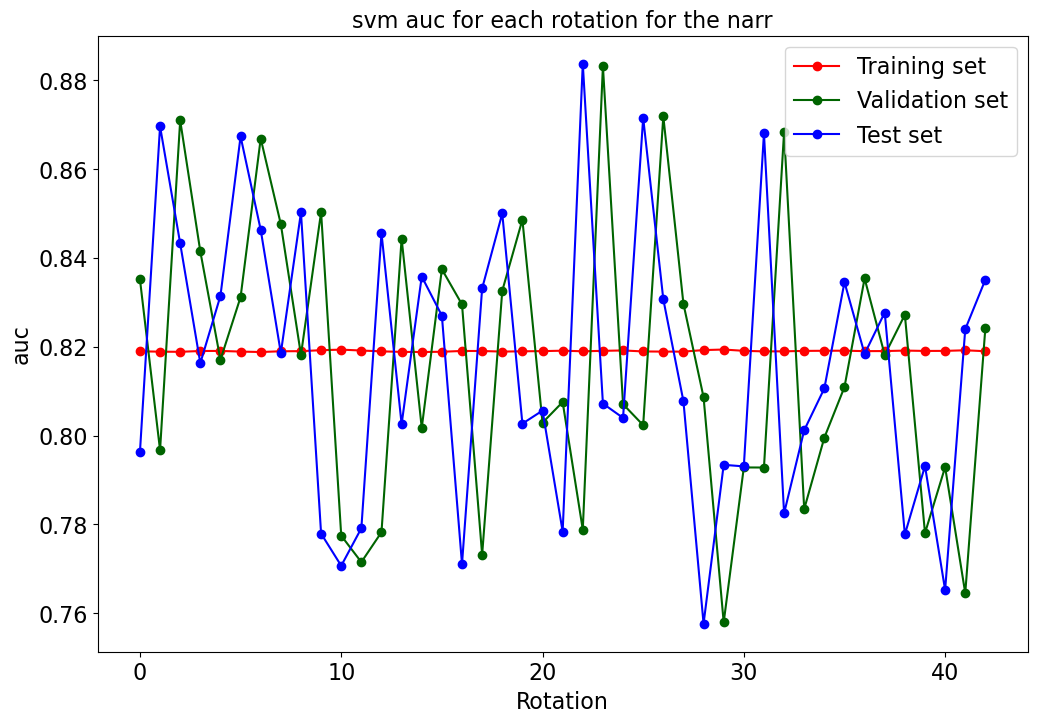 svm auc for each rotation for the narr
0.88
0.86
0.84
0.82
0.80
0.78
0.76
auc
Training set
Validation set
Test set
0 10 20 30 40
Rotation